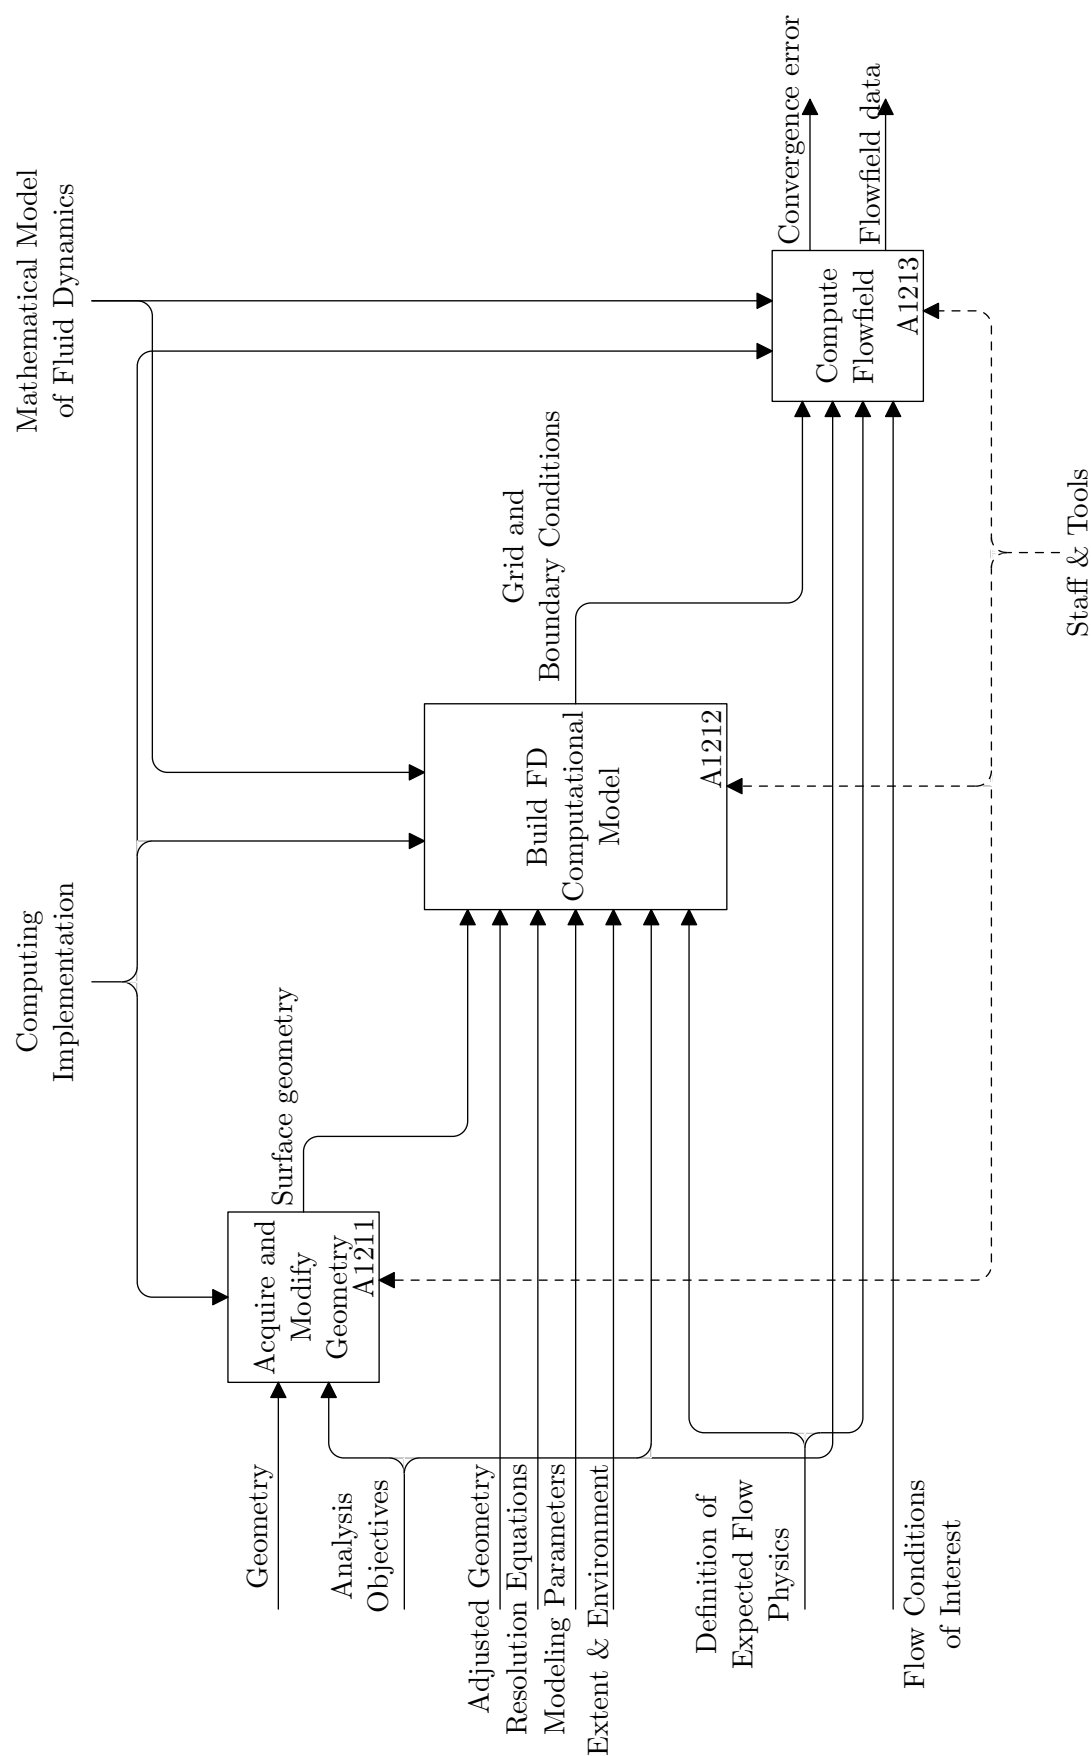 Computing
Implementation
Mathematical Model
of Fluid Dynamics
Geometry
Analysis
Objectives
Acquire and
Modify
Geometry
A1211
Surface geometry
Adjusted Geometry
Resolution Equations
Modeling Parameters
Extent & Environment
Build FD
Computational
Model
A1212
Grid and
Boundary Conditions
Definition of
Expected Flow
Physics
Flow Conditions
of Interest
Compute
Flowfield
A1213
Convergence error
Flowfield data
Staff & Tools